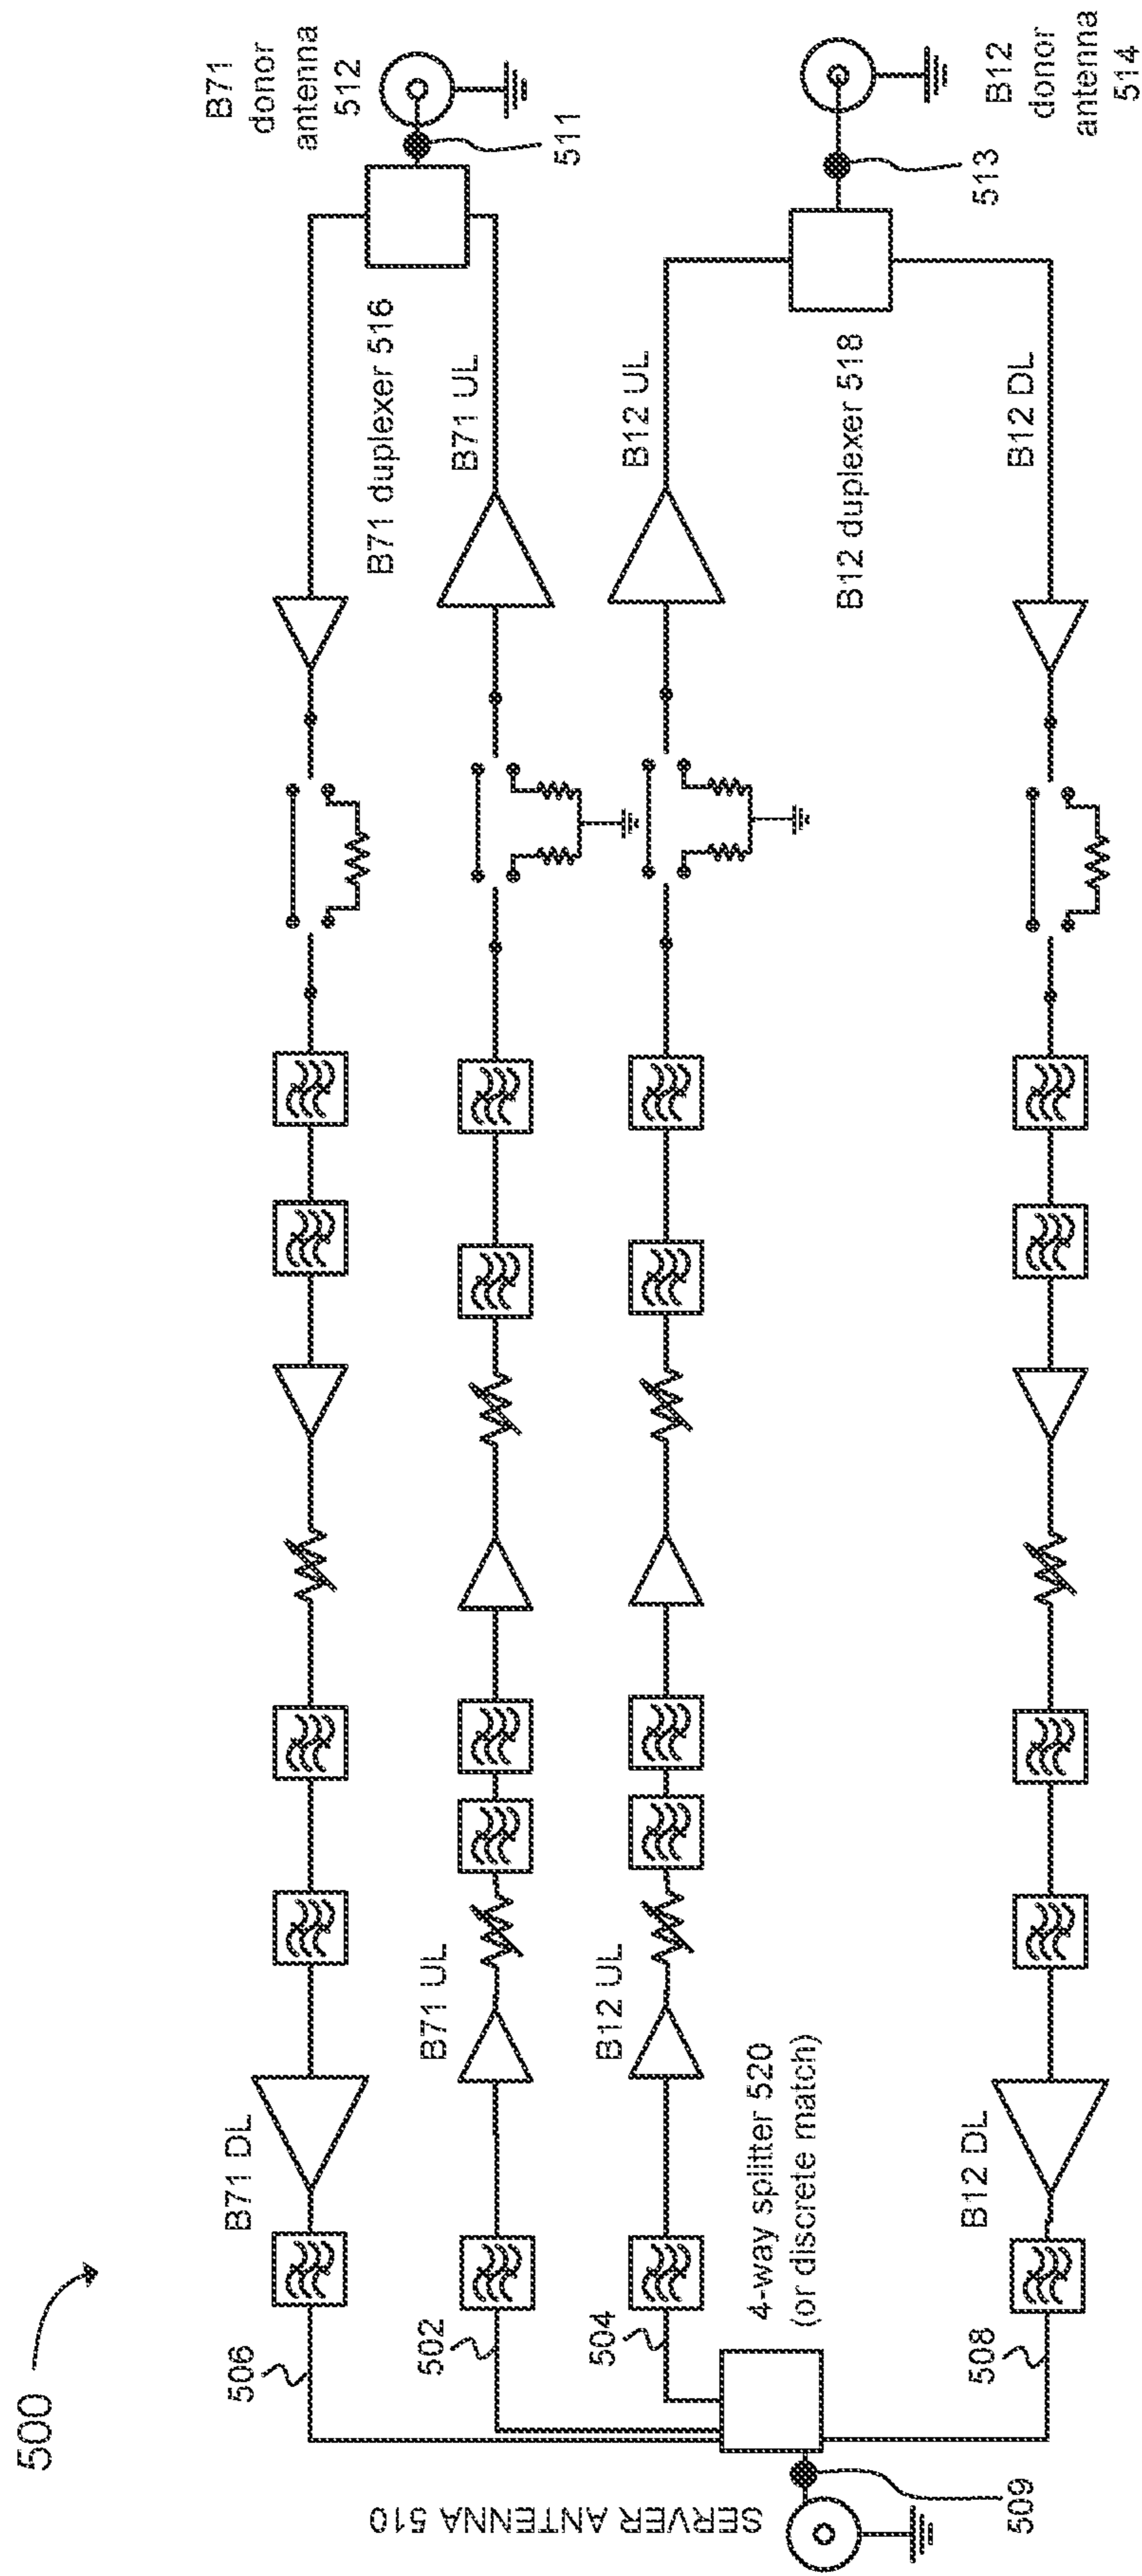 500
B71
donor
antenna
512
511
B71 duplexer 516
B71 UL
B12 UL
513
B12
donor
antenna
514
B12 duplexer 518
B12 DL
B71 DL
506
B71 UL
502
B12 UL
504
4-way splitter 520
(or discrete match)
B12 DL
508
SERVER ANTENNA 510
509